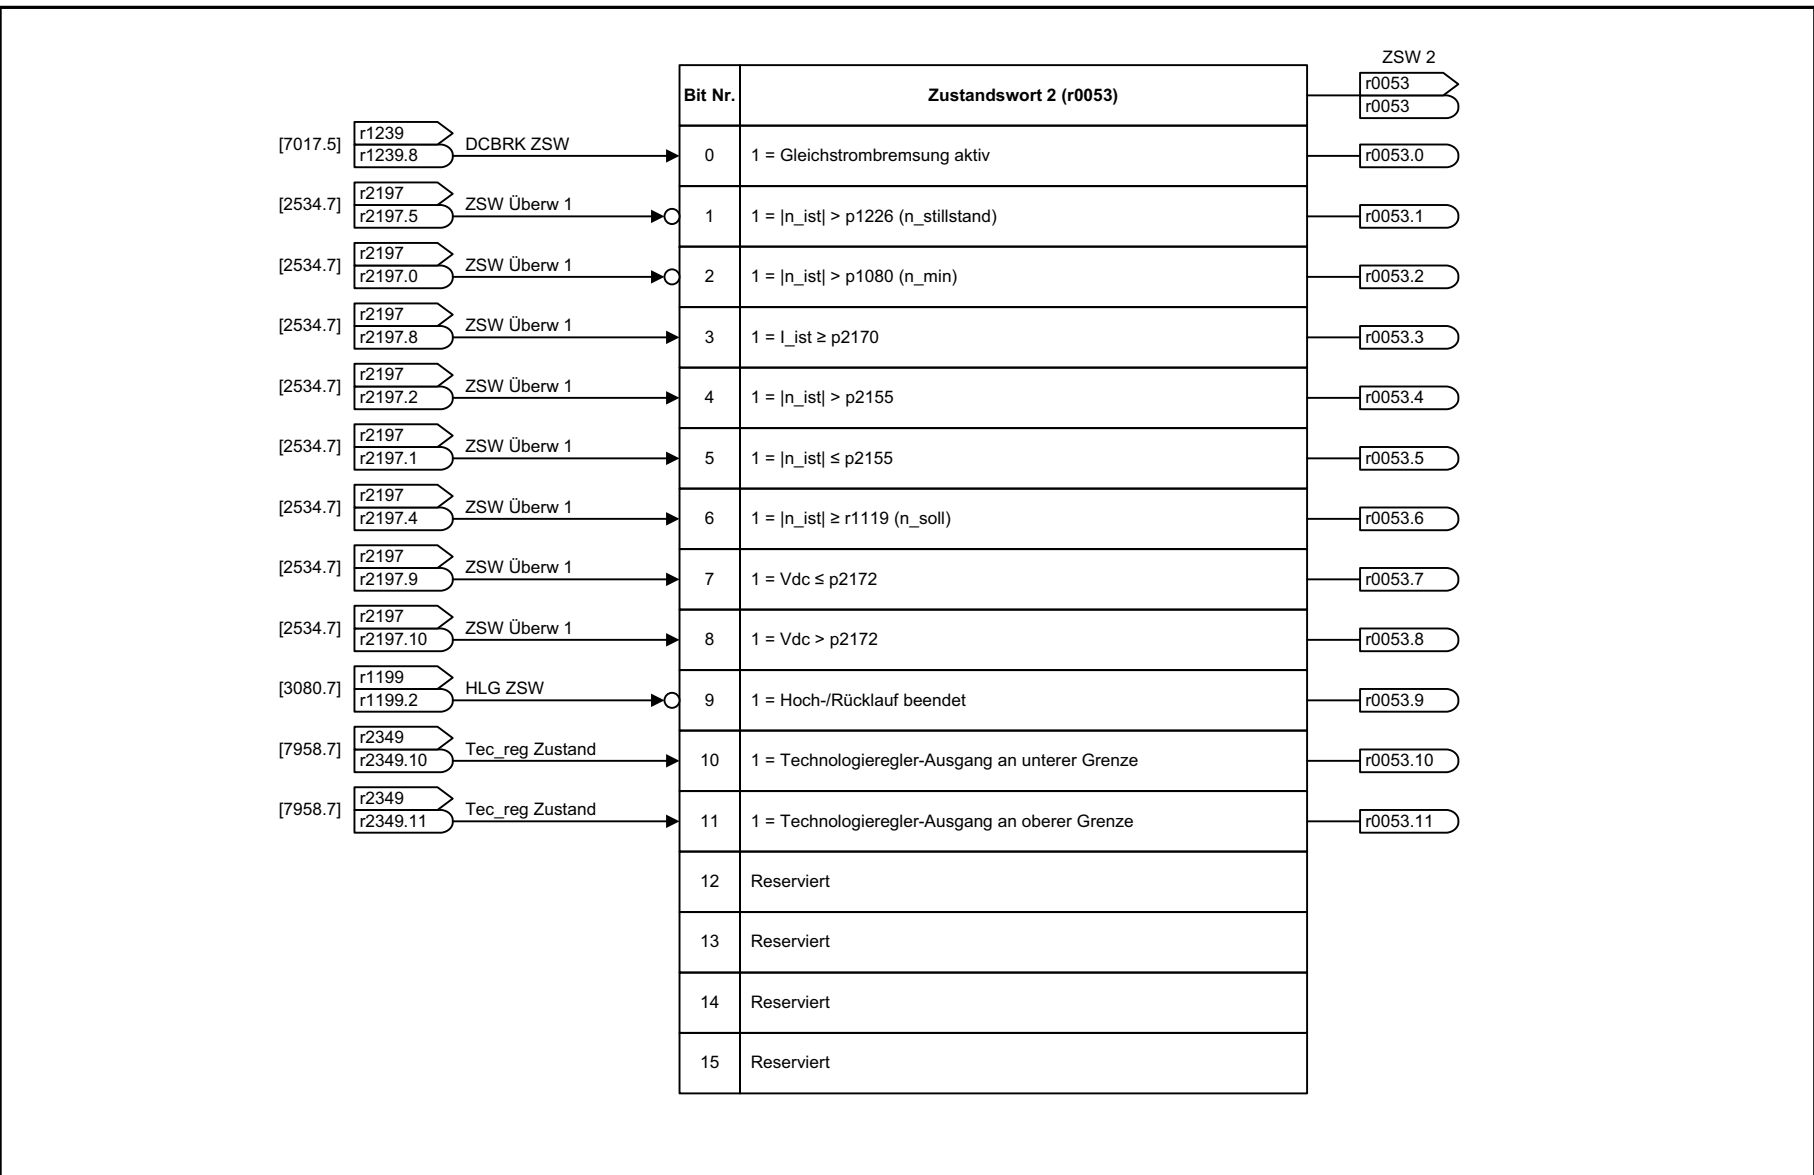 ZSW 2
Bit Nr. Zustandswort 2 (r0053) r0053
r0053
[7017.5] r1239 DCBRK ZSW
r1239.8 0 1 = Gleichstrombremsung aktiv r0053.0
[2534.7] r2197 ZSW Überw 1
r2197.5 1 1 = |n_ist| > p1226 (n_stillstand) r0053.1
[2534.7] r2197 ZSW Überw 1
r2197.0 2 1 = |n_ist| > p1080 (n_min) r0053.2
[2534.7] r2197 ZSW Überw 1
r2197.8 3 1 = I_ist ≥ p2170 r0053.3
[2534.7] r2197 ZSW Überw 1
r2197.2 4 1 = |n_ist| > p2155 r0053.4
[2534.7] r2197 ZSW Überw 1
r2197.1 5 1 = |n_ist| ≤ p2155 r0053.5
[2534.7] r2197 ZSW Überw 1
r2197.4 6 1 = |n_ist| ≥ r1119 (n_soll) r0053.6
[2534.7] r2197 ZSW Überw 1
r2197.9 7 1 = Vdc ≤ p2172 r0053.7
[2534.7] r2197 ZSW Überw 1
r2197.10 8 1 = Vdc > p2172 r0053.8
[3080.7] r1199 HLG ZSW
r1199.2 9 1 = Hoch-/Rücklauf beendet r0053.9
[7958.7] r2349 Tec_reg Zustand
r2349.10 10 1 = Technologieregler-Ausgang an unterer Grenze r0053.10
[7958.7] r2349 Tec_reg Zustand
r2349.11 11 1 = Technologieregler-Ausgang an oberer Grenze r0053.11
12 Reserviert
13 Reserviert
14 Reserviert
15 Reserviert